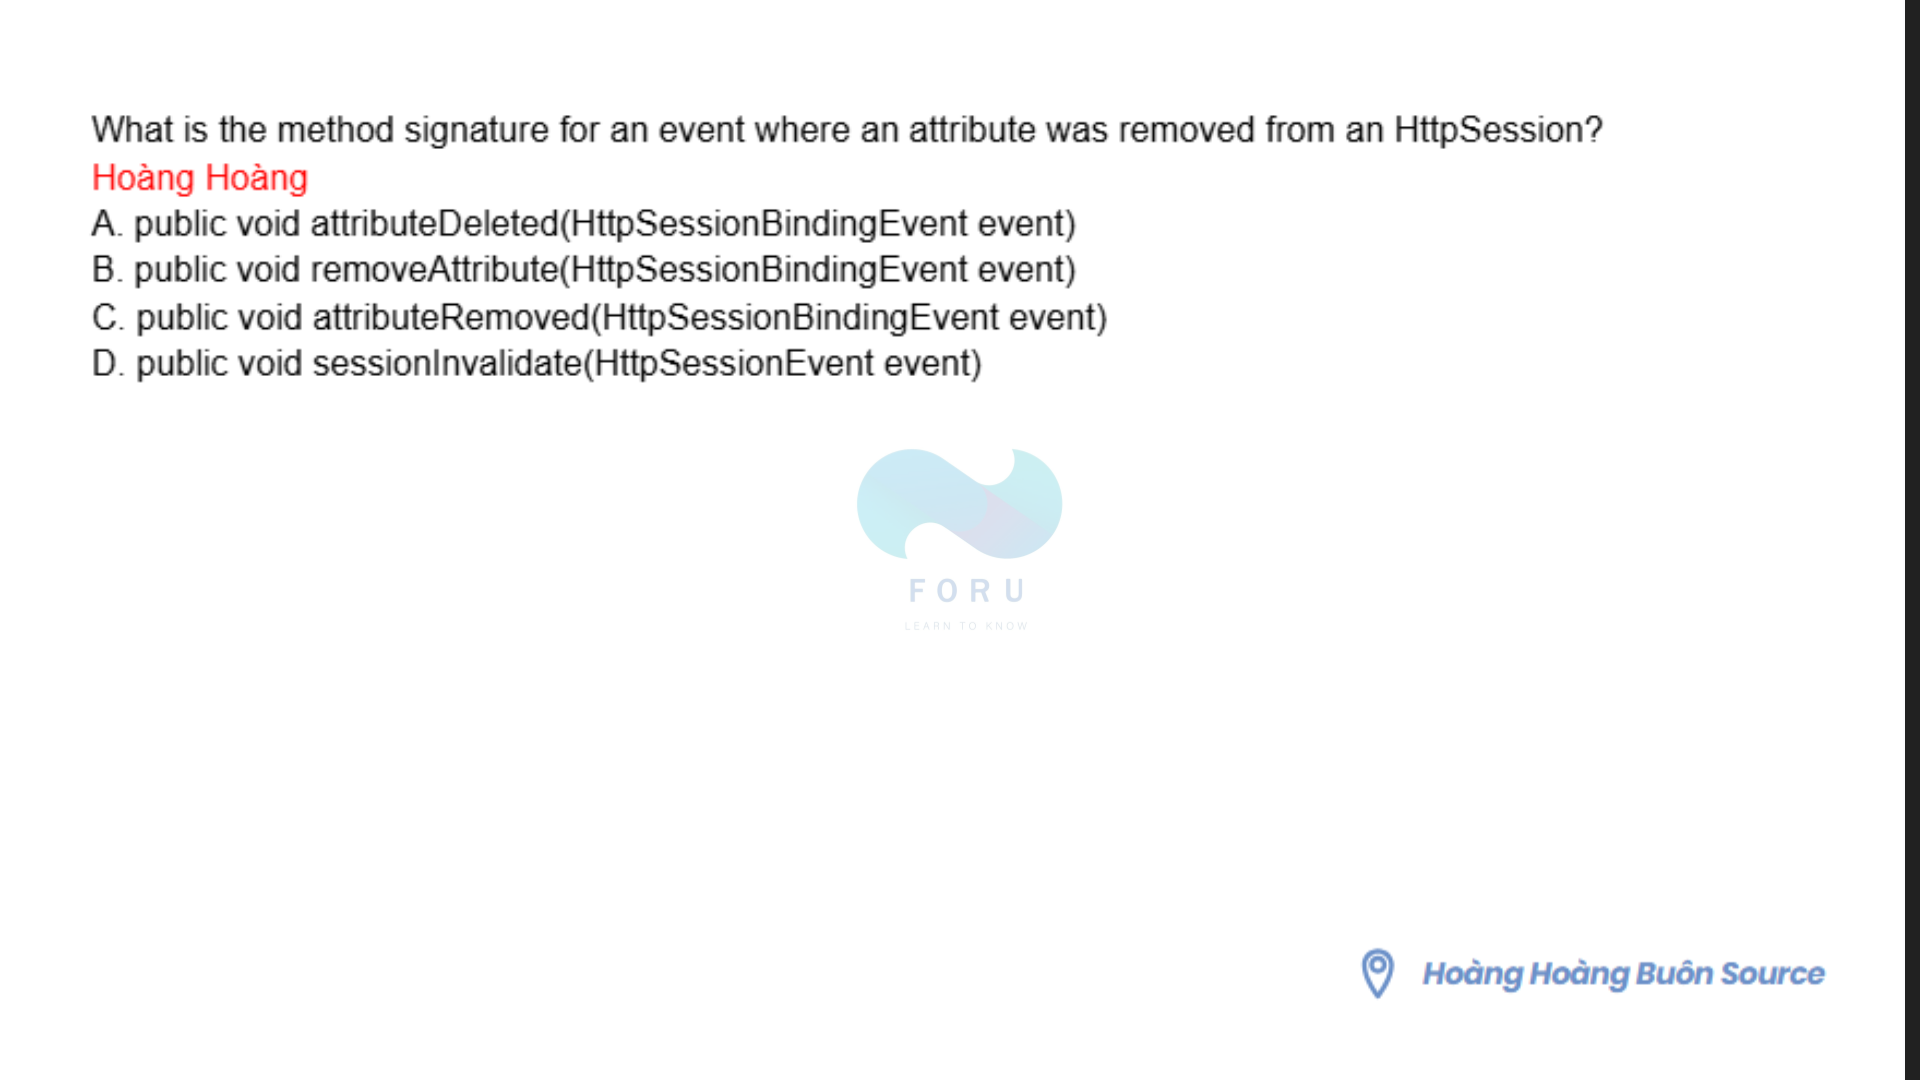 What is the method signature for an event where an attribute was removed from an HttpSession?
Hoàng Hoàng
A. public void attributeDeleted(HttpSessionBindingEvent event)
B. public void removeAttribute(HttpSessionBindingEvent event)
C. public void attributeRemoved(HttpSessionBindingEvent event)
D. public void sessionInvalidate(HttpSessionEvent event)
FORU
LEARN TO KNOW
Hoàng Hoàng Buôn Source